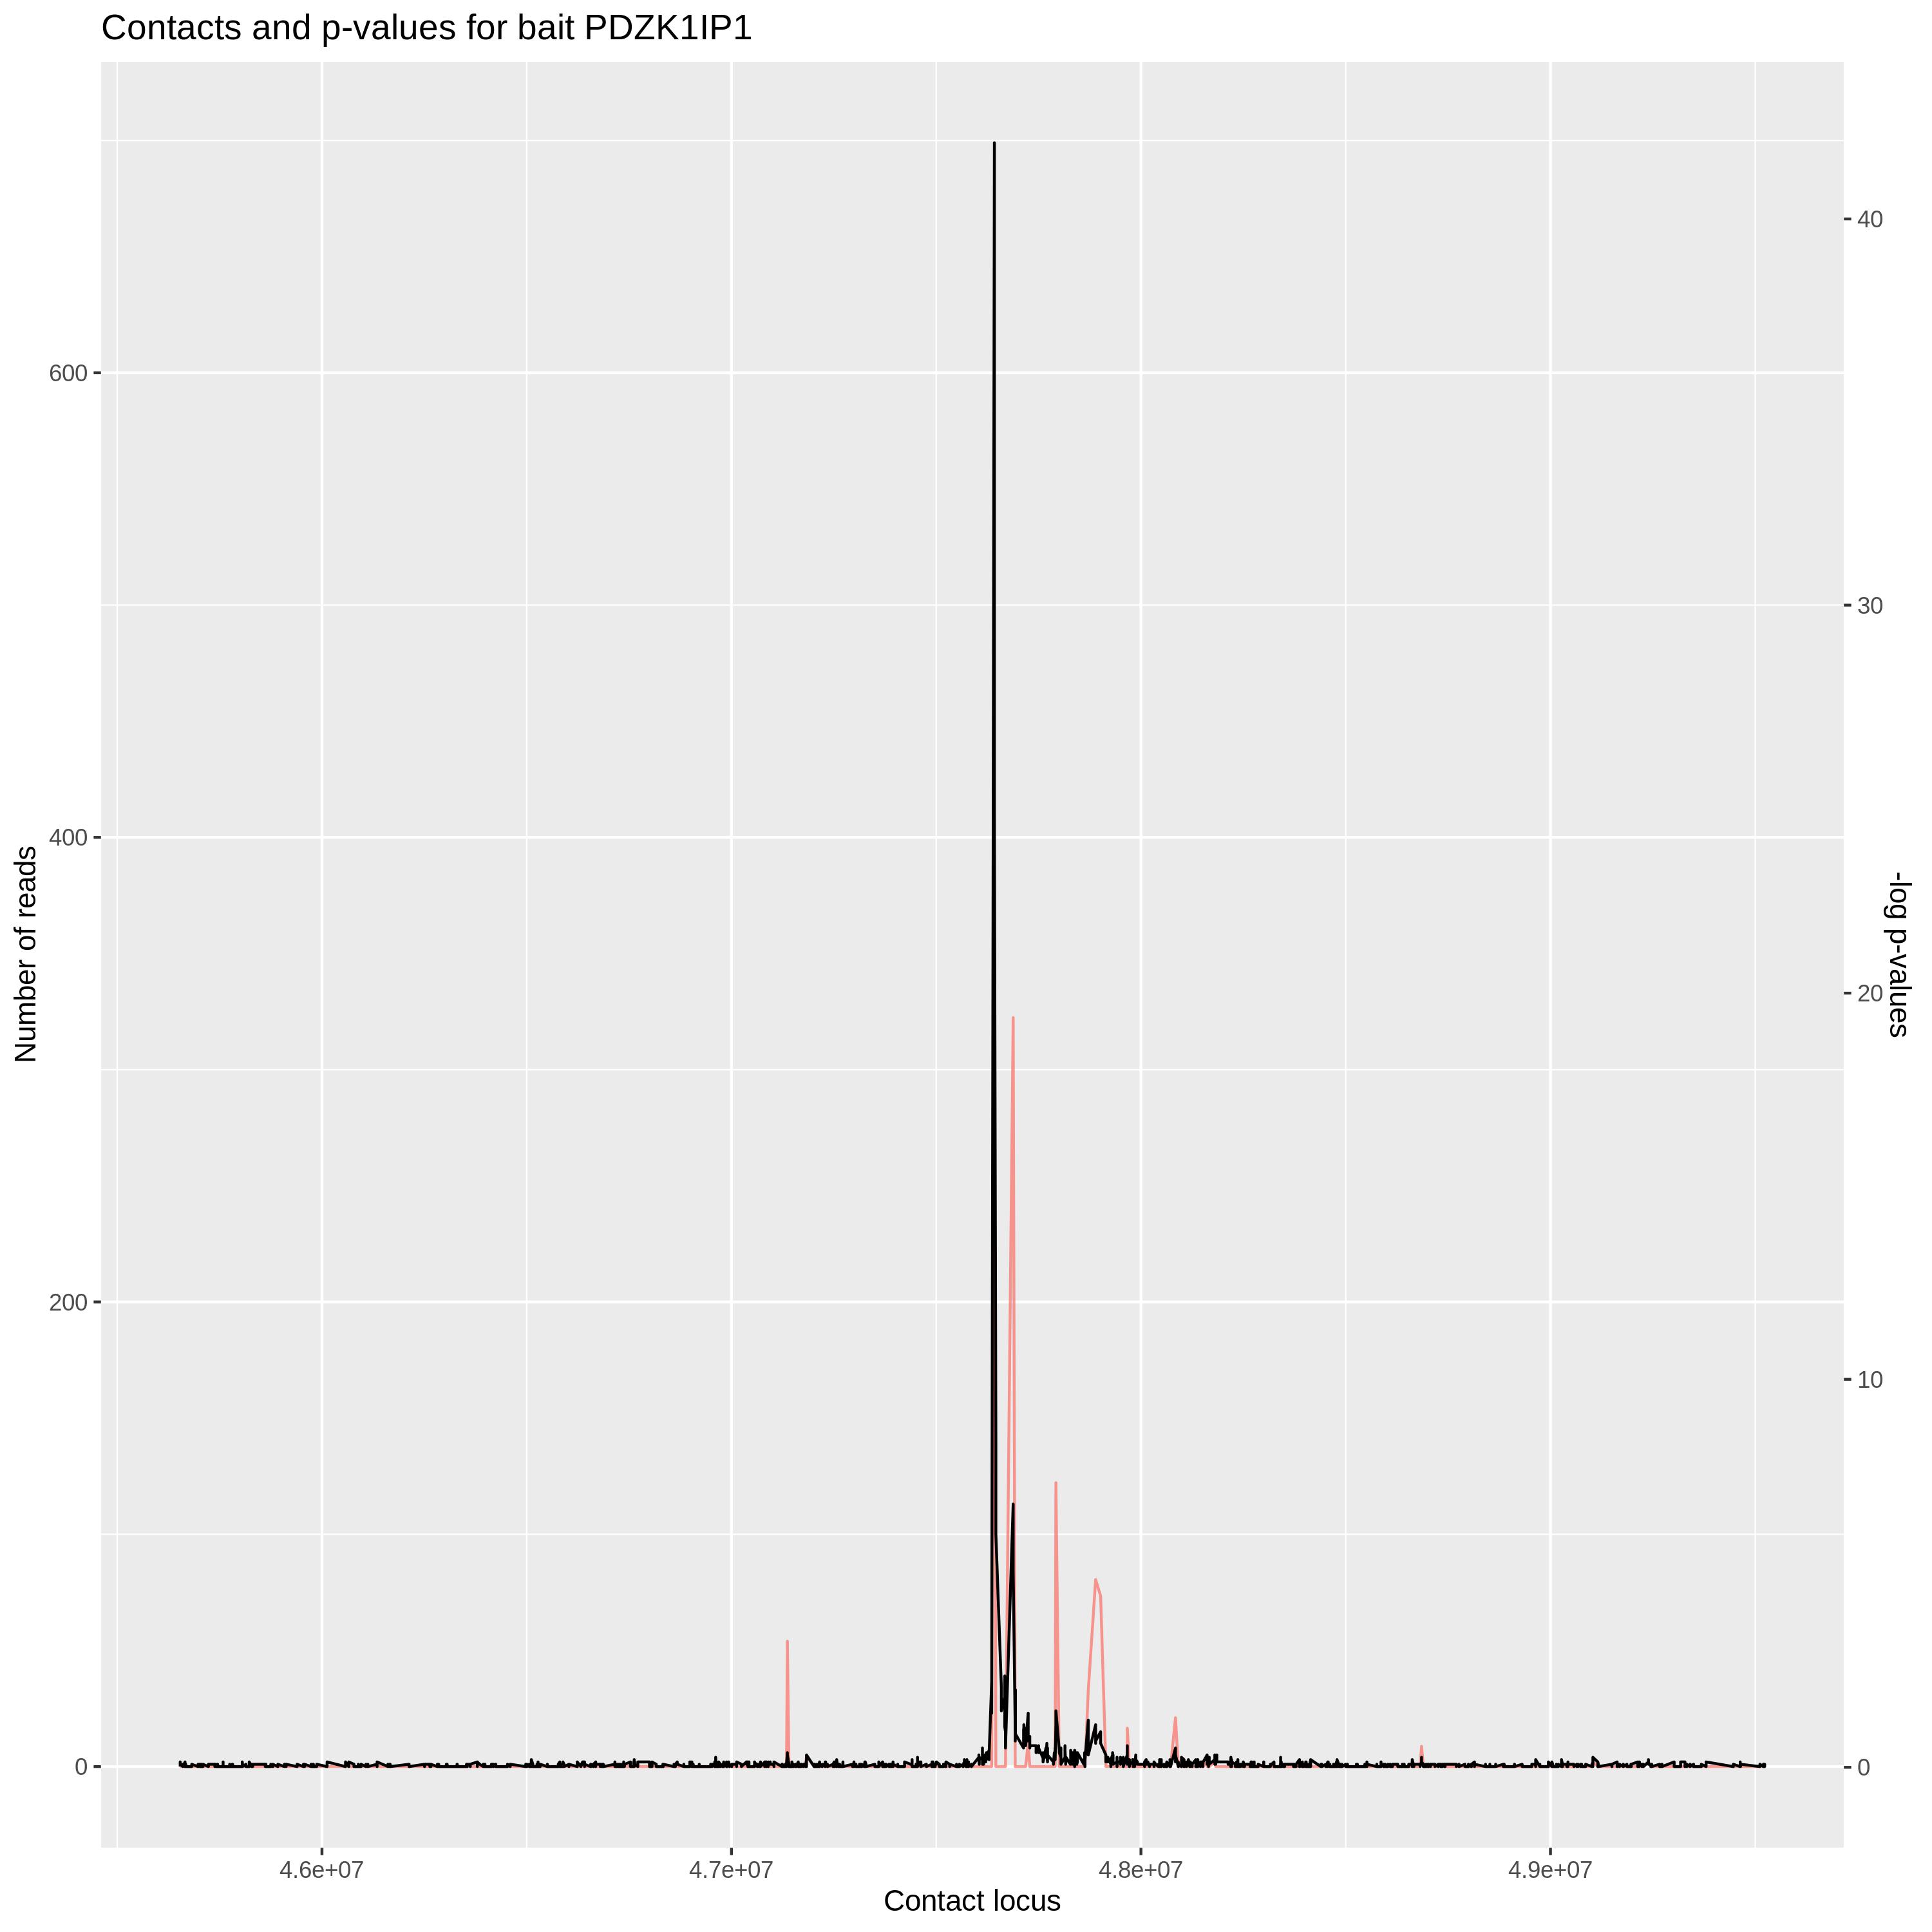 Contacts and p-values for bait PDZK1IP1
Number of reads
600
400
200
0
-log p-values
40
30
20
10
0
4.6e+07 4.7e+07 4.8e+07 4.9e+07
Contact locus